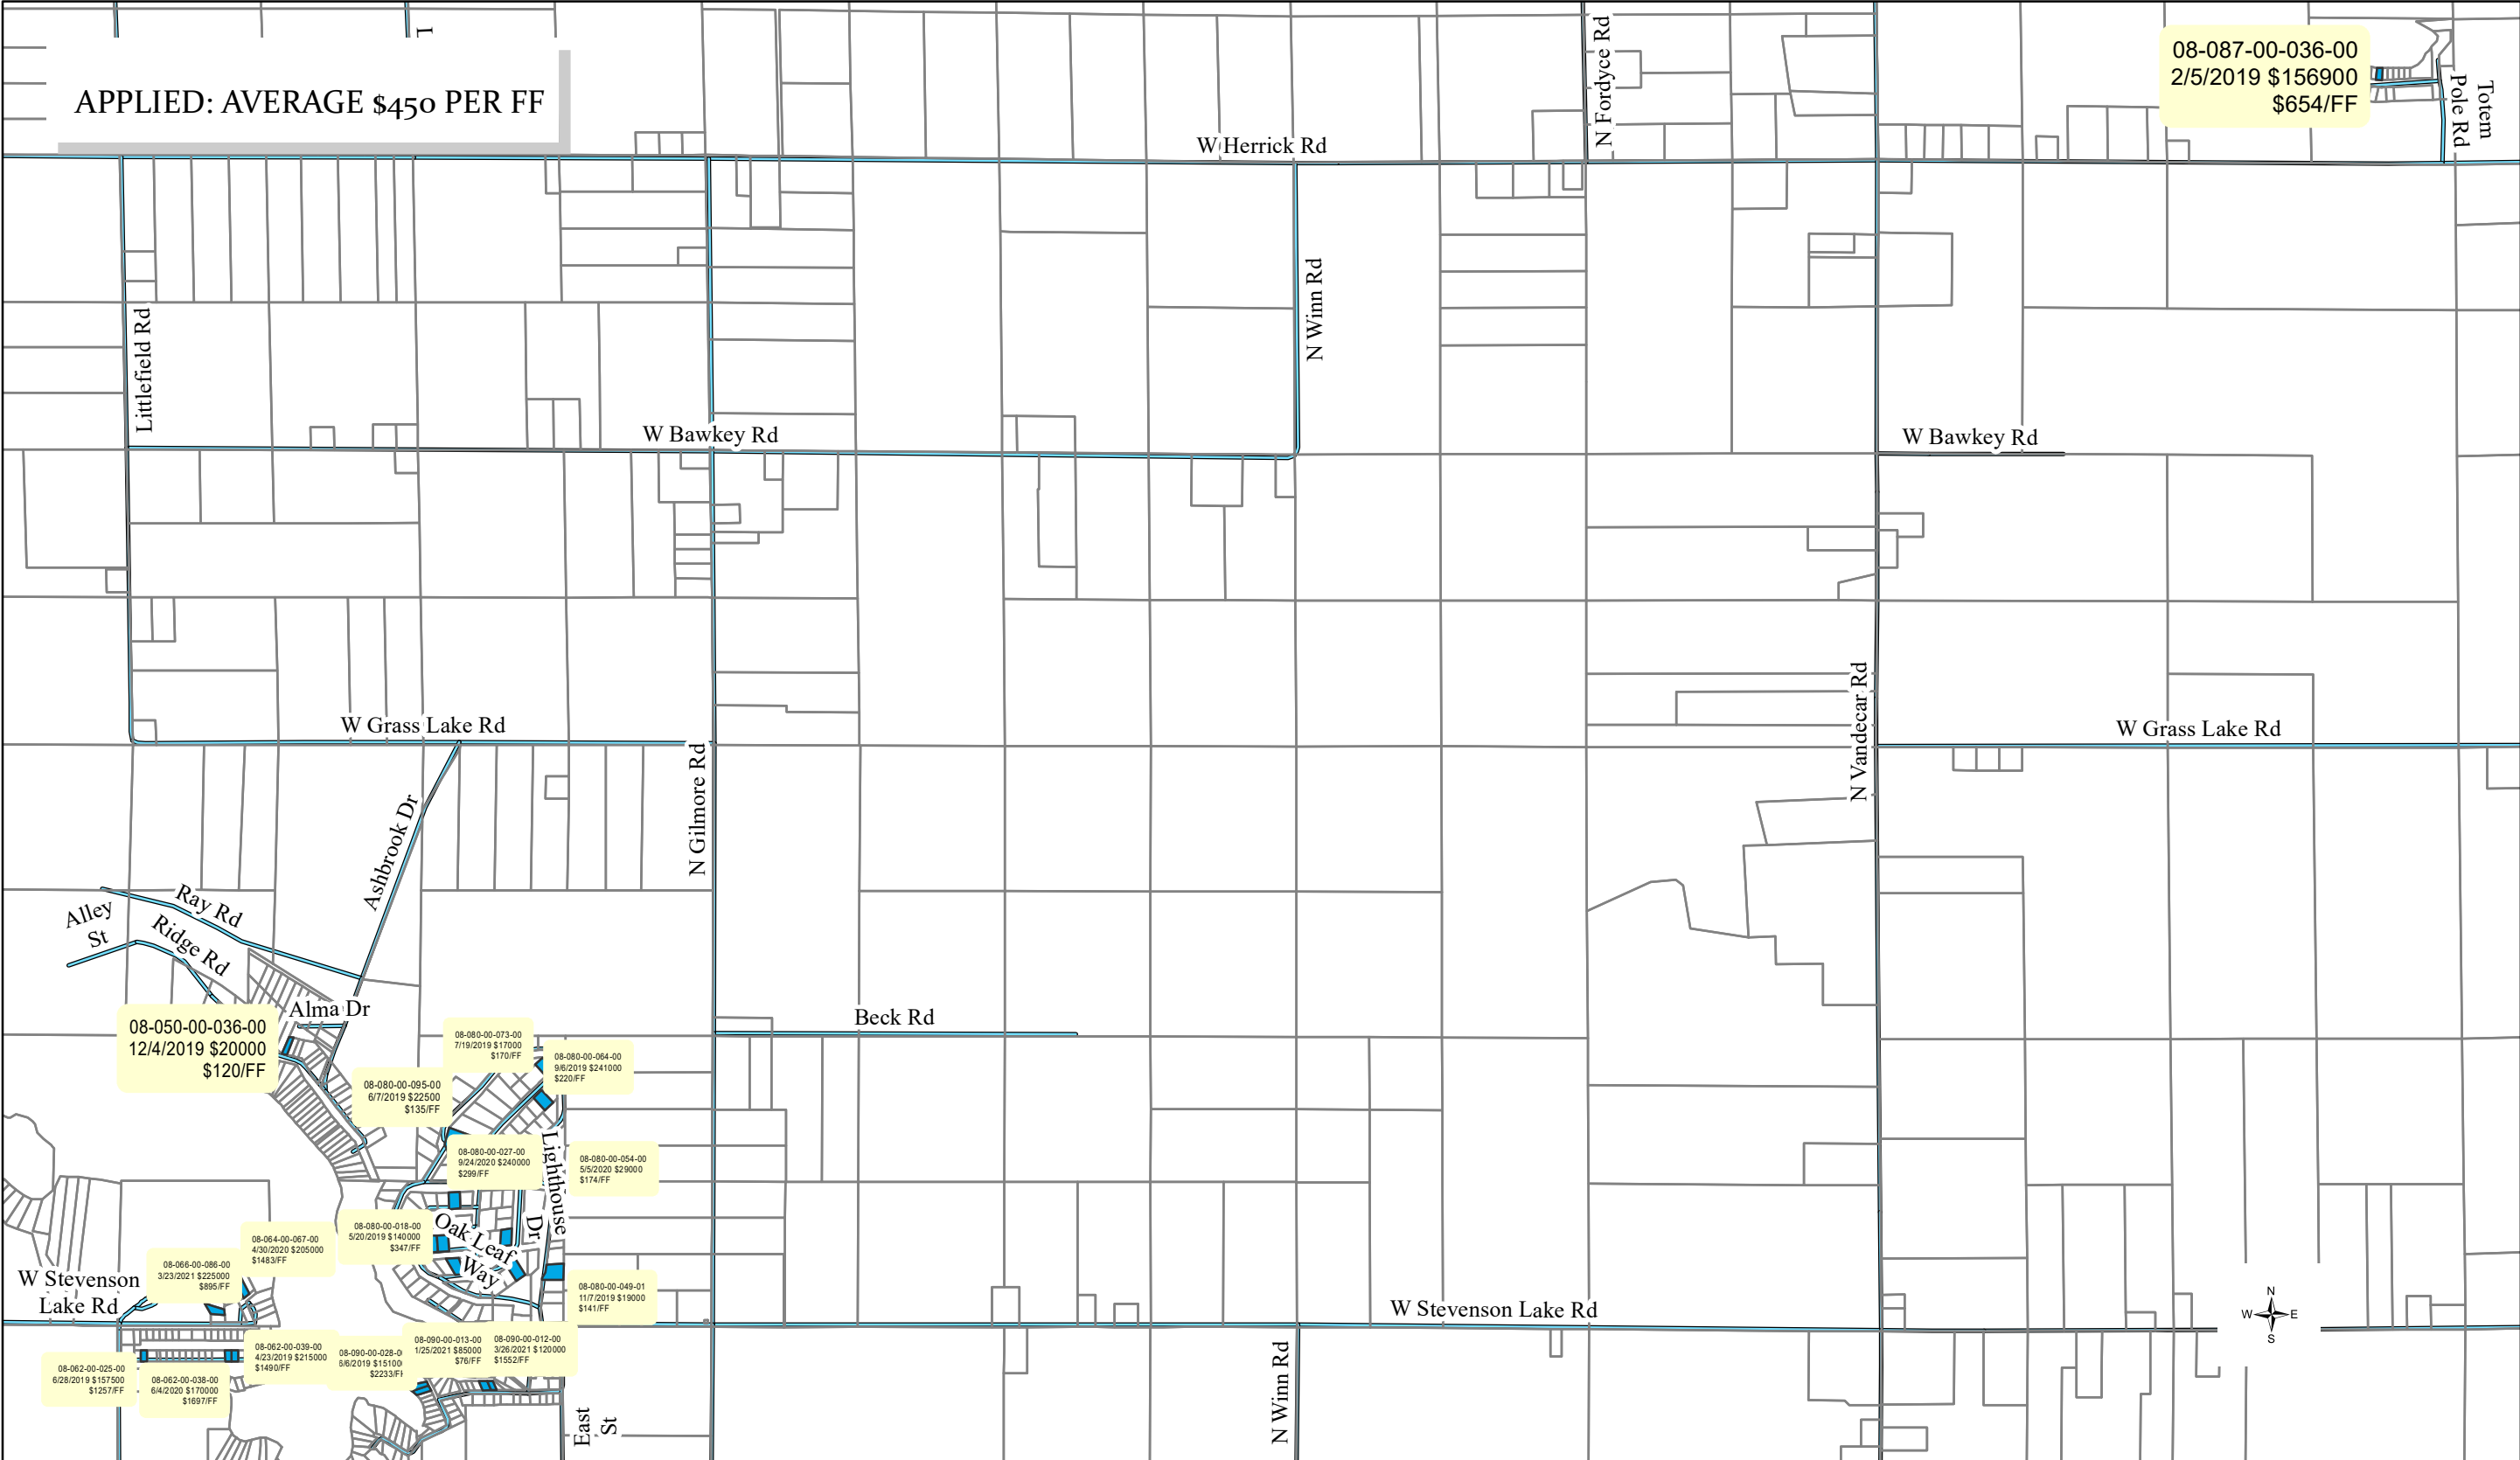 I
APPLIED: AVERAGE $450 PER FF
N Fordyce Rd
08-087-00-036-00
2/5/2019 $156900
$654/FF
Totem
Pole Rd
W Herrick Rd
Littlefield Rd
N Winn Rd
W Bawkey Rd
W Bawkey Rd
W Grass Lake Rd
N Gilmore Rd
N Vandecar Rd
W Grass Lake Rd
Ashbrook Dr
Ray Rd
Alley
St
Ridge Rd
Alma Dr
Beck Rd
08-050-00-036-00
12/4/2019 $20000
$120/FF
08-080-00-073-00
7/19/2019 $17000
$170/FF
08-080-00-064-00
9/6/2019 $241000
$220/FF
08-080-00-095-00
6/7/2019 $22500
$135/FF
08-080-00-027-00
9/24/2020 $240000
$299/FF
Lighthouse
Dr
08-080-00-054-00
5/5/2020 $29000
$174/FF
08-080-00-018-00
5/20/2019 $140000
$347/FF
Oak Leaf
Way
08-064-00-067-00
4/30/2020 $205000
$1483/FF
08-066-00-086-00
3/23/2021 $225000
$895/FF
W Stevenson
Lake Rd
08-080-00-049-01
11/7/2019 $19000
$141/FF
W Stevenson Lake Rd
N
W E
S
08-062-00-025-00
6/28/2019 $157500
$1257/FF
08-062-00-038-00
6/4/2020 $170000
$1697/FF
08-062-00-039-00
4/23/2019 $215000
$1490/FF
08-090-00-028-0
6/6/2019 $15100
$2233/F
08-090-00-013-00
1/25/2021 $85000
$76/FF
08-090-00-012-00
3/26/2021 $120000
$1552/FF
East
St
N Winn Rd